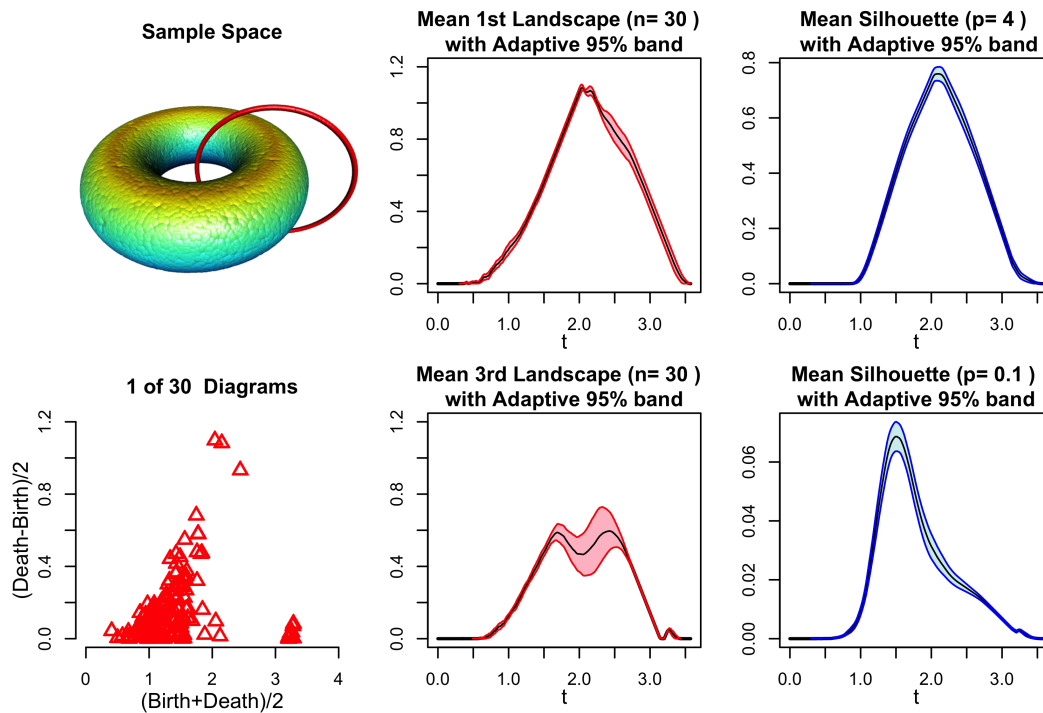 Sample Space
Mean 1st Landscape (n= 30 )
with Adaptive 95% band
0.0 0.4 0.8 1.2
0.0 1.0 2.0 3.0
t
Mean Silhouette (p= 4 )
with Adaptive 95% band
0.0 0.2 0.4 0.6 0.8
0.0 1.0 2.0 3.0
t
1 of 30 Diagrams
(Death-Birth)/2
0.0 0.4 0.8 1.2
0 1 2 3 4
(Birth+Death)/2
Mean 3rd Landscape (n= 30 )
with Adaptive 95% band
0.0 0.4 0.8 1.2
0.0 1.0 2.0 3.0
t
Mean Silhouette (p= 0.1 )
with Adaptive 95% band
0.00 0.02 0.04 0.06
0.0 1.0 2.0 3.0
t